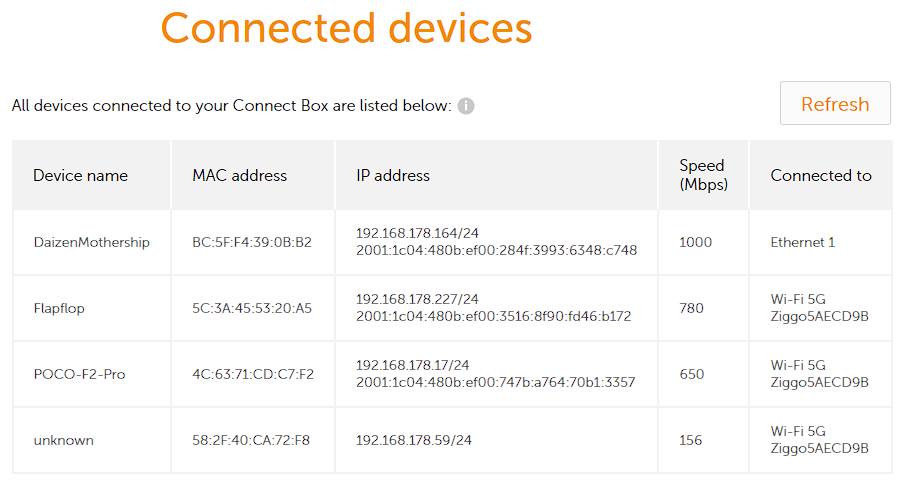 Connected devices
All devices connected to your Connect Box are listed below: i
Refresh
Device name MAC address IP address Speed (Mbps) Connected to
DaizenMothership BC:5F:F4:39:0B:B2 192.168.178.164/24 2001:1c04:480b:ef00:284f:3993:6348:c748 1000 Ethernet 1
Flapflop 5C:3A:45:53:20:A5 192.168.178.227/24 2001:1c04:480b:ef00:3516:8f90:fd46:b172 780 Wi-Fi 5G Ziggo5AECD9B
POCO-F2-Pro 4C:63:71:CD:C7:F2 192.168.178.17/24 2001:1c04:480b:ef00:747b:a764:70b1:3357 650 Wi-Fi 5G Ziggo5AECD9B
unknown 58:2F:40:CA:72:F8 192.168.178.59/24 156 Wi-Fi 5G Ziggo5AECD9B